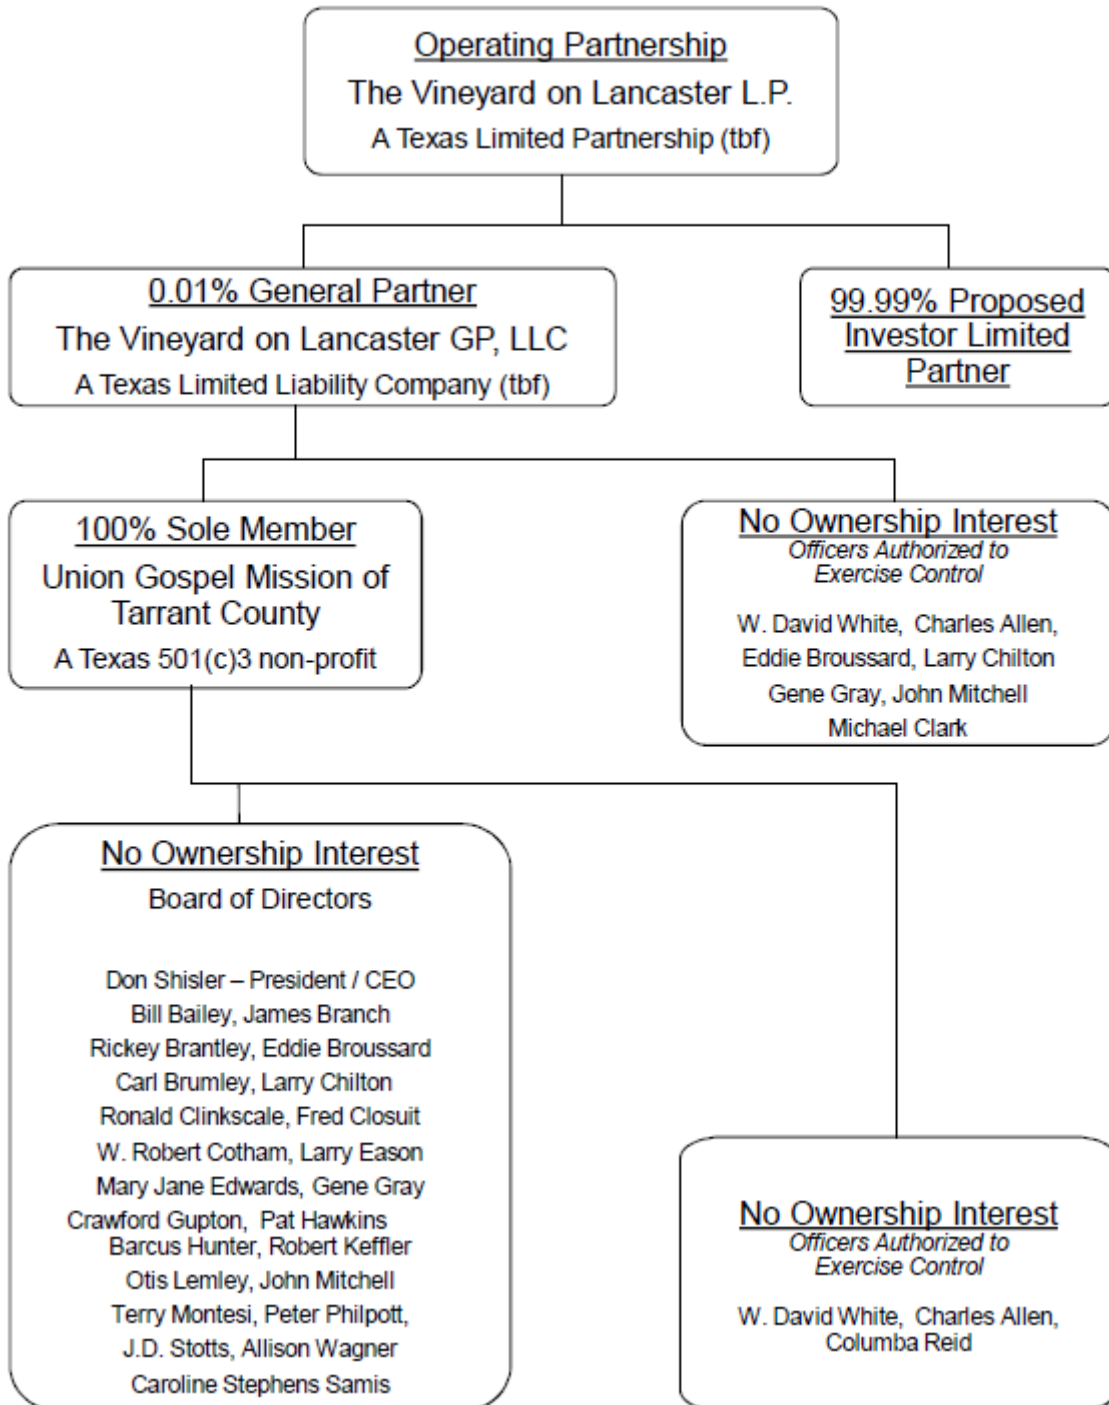 Operating Partnership
The Vineyard on Lancaster L.P.
A Texas Limited Partnership (tbf)
0.01% General Partner
The Vineyard on Lancaster GP, LLC
A Texas Limited Liability Company (tbf)
99.99% Proposed
Investor Limited
Partner
100% Sole Member
Union Gospel Mission of
Tarrant County
A Texas 501(c)3 non-profit
No Ownership Interest
Officers Authorized to
Exercise Control
W. David White, Charles Allen,
Eddie Broussard, Larry Chilton
Gene Gray, John Mitchell
Michael Clark
No Ownership Interest
Board of Directors
Don Shisler – President / CEO
Bill Bailey, James Branch
Rickey Brantley, Eddie Broussard
Carl Brumley, Larry Chilton
Ronald Clinkscale, Fred Closuit
W. Robert Cotham, Larry Eason
Mary Jane Edwards, Gene Gray
Crawford Gupton, Pat Hawkins
Barcus Hunter, Robert Keffler
Otis Lemley, John Mitchell
Terry Montesi, Peter Philpott,
J.D. Stotts, Allison Wagner
Caroline Stephens Samis
No Ownership Interest
Officers Authorized to
Exercise Control
W. David White, Charles Allen,
Columba Reid